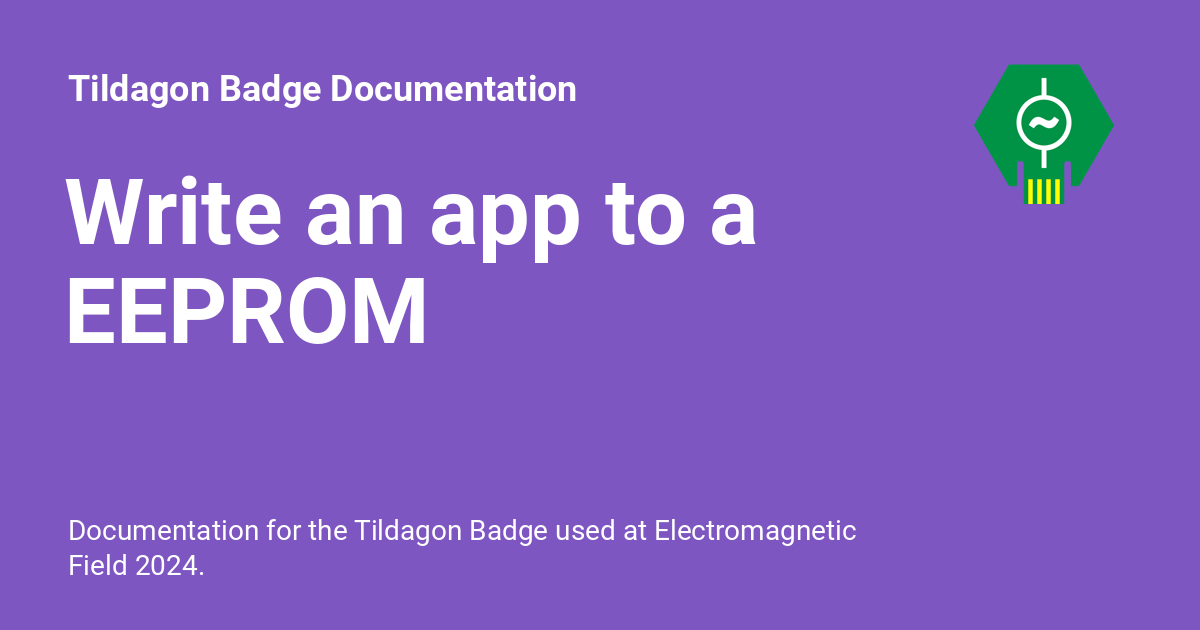 Tildagon Badge Documentation
Write an app to a
EEPROM
Documentation for the Tildagon Badge used at Electromagnetic
Field 2024.